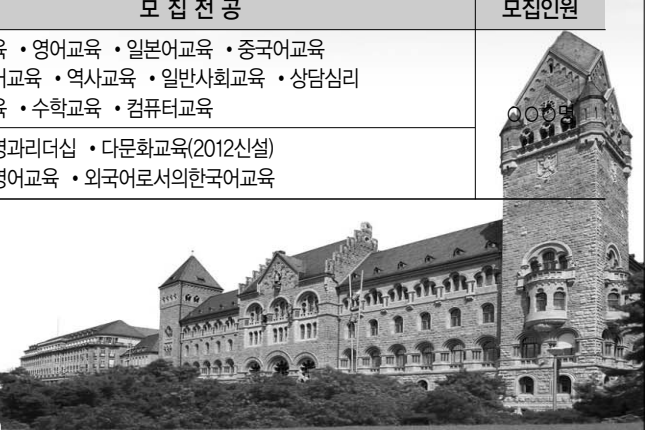 모 집 전 공 모집인원
육 • 영어교육 • 일본어교육 • 중국어교육
어교육 • 역사교육 • 일반사회교육 • 상담심리
육 • 수학교육 • 컴퓨터교육
○○○명
경과리더십 • 다문화교육(2012신설)
영어교육 • 외국어로서의한국어교육